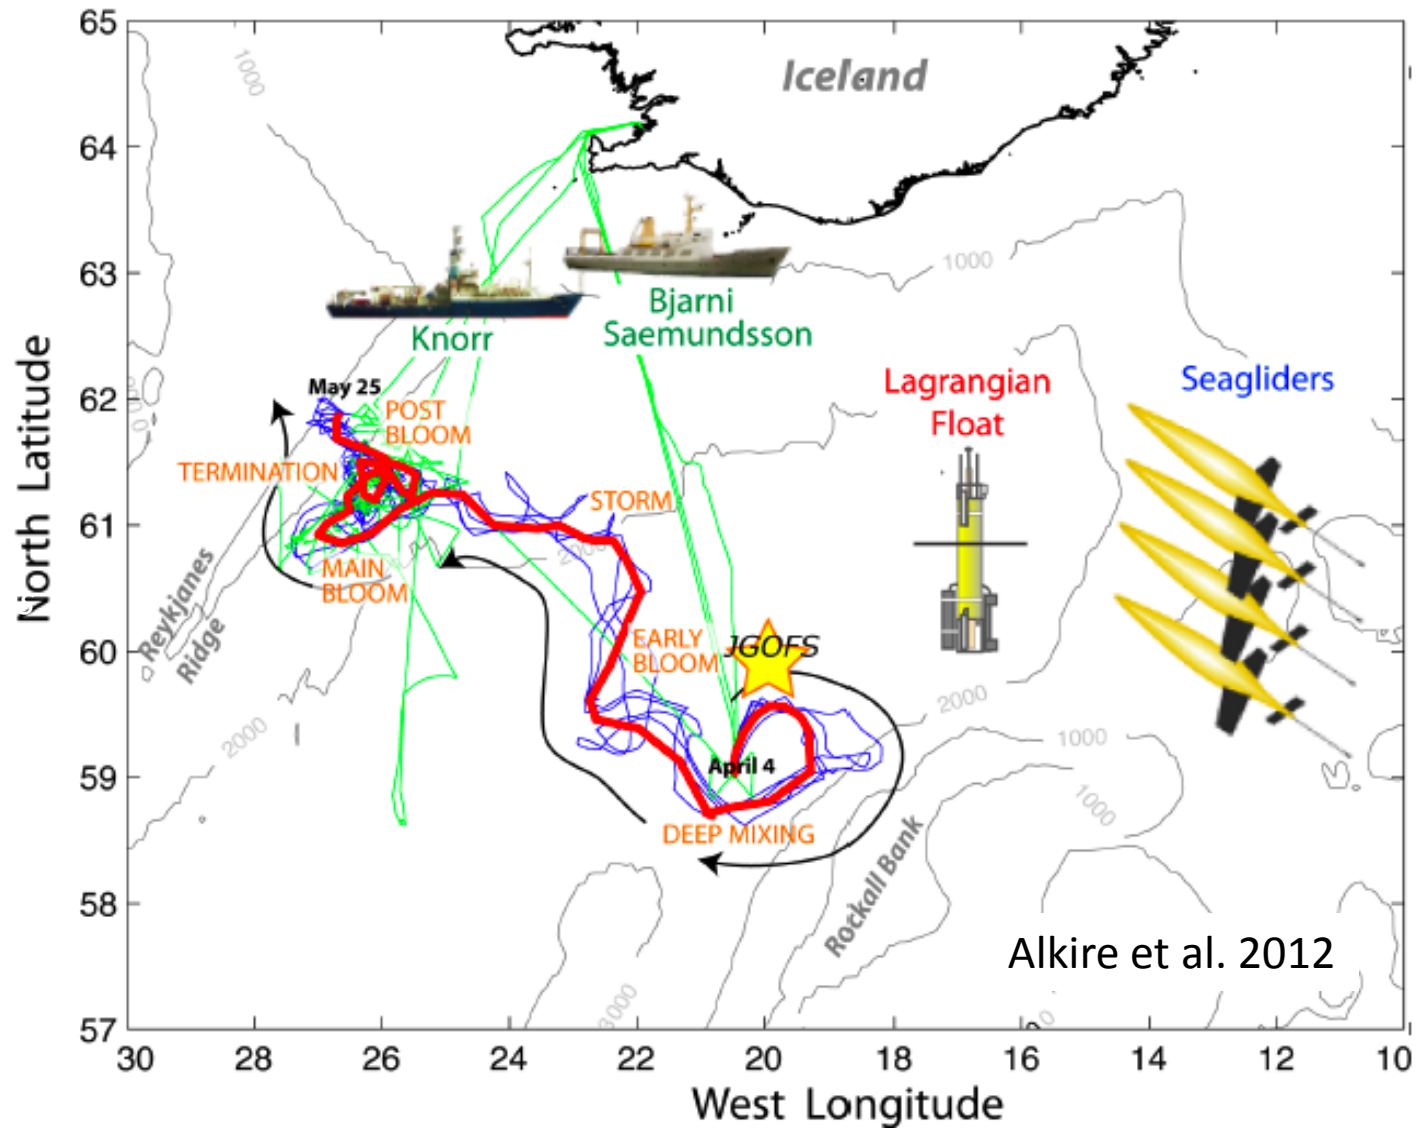 65
64
63
62
61
60
59
58
57
North Latitude
30
28
26
24
22
20
18
16
14
12
10
West Longitude
Iceland
1000
1000
Knorr
Bjarni
Saemundsson
Lagrangian
Float
Seagliders
May 25
POST
BLOOM
TERMINATION
STORM
MAIN
BLOOM
2000
Reykjanes
Ridge
EARLY
BLOOM
JGOFS
2000
2000
1000
1000
April 4
DEEP MIXING
Rockall Bank
3000
Alkire et al. 2012